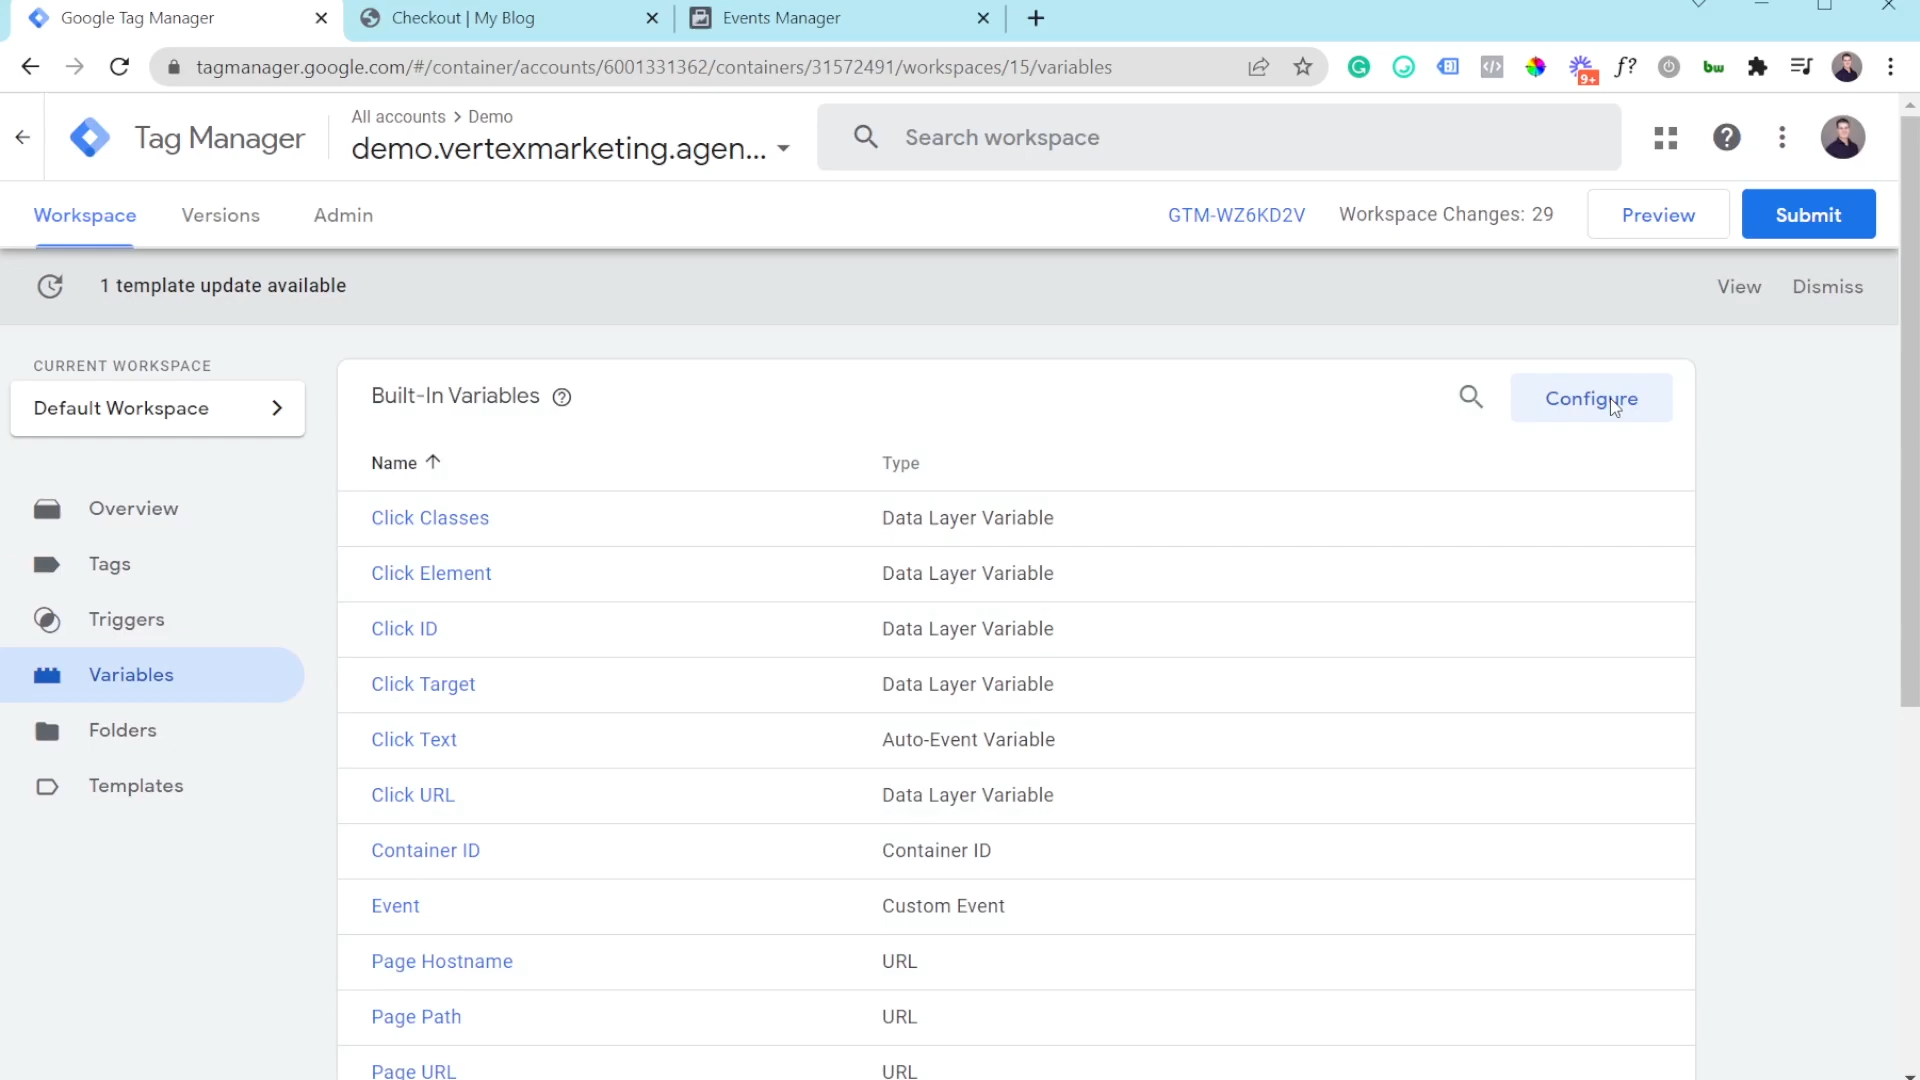 Google Tag Manager
Checkout | My Blog
Events Manager
tagmanager.google.com/#/container/accounts/6001331362/containers/31572491/workspaces/15/variables
9+
f?
bw
Tag Manager
All accounts > Demo
demo.vertexmarketing.agen...
Search workspace
Workspace
Versions
Admin
GTM-WZ6KD2V
Workspace Changes: 29
Preview
Submit
1 template update available
View
Dismiss
CURRENT WORKSPACE
Default Workspace
Overview
Tags
Triggers
Variables
Folders
Templates
Built-In Variables
Configure
Name
Type
Click Classes
Data Layer Variable
Click Element
Data Layer Variable
Click ID
Data Layer Variable
Click Target
Data Layer Variable
Click Text
Auto-Event Variable
Click URL
Data Layer Variable
Container ID
Container ID
Event
Custom Event
Page Hostname
URL
Page Path
URL
Page URL
URL